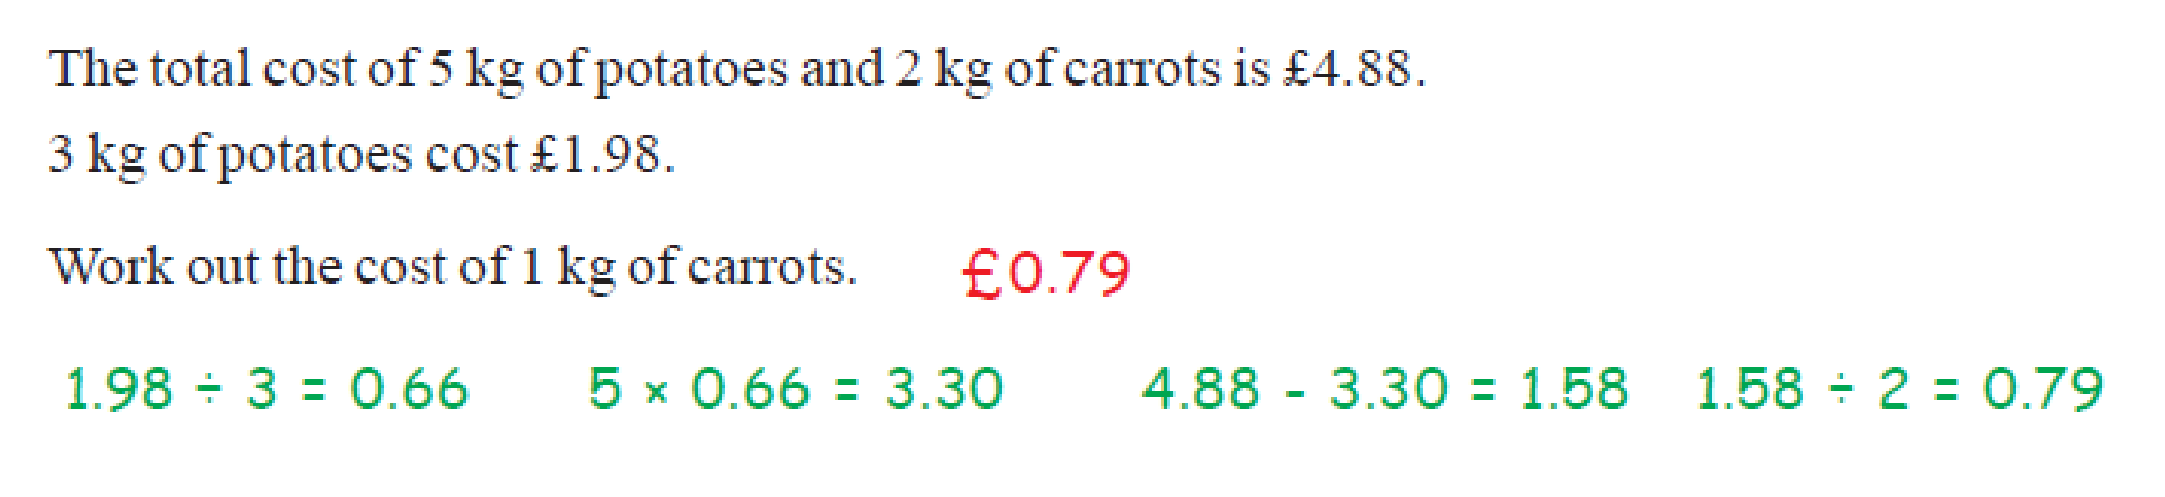 The total cost of 5 kg of potatoes and 2 kg of carrots is £4.88.
3 kg of potatoes cost £1.98.
Work out the cost of 1 kg of carrots. £0.79
1.98 ÷ 3 = 0.66 5 × 0.66 = 3.30 4.88 - 3.30 = 1.58 1.58 ÷ 2 = 0.79